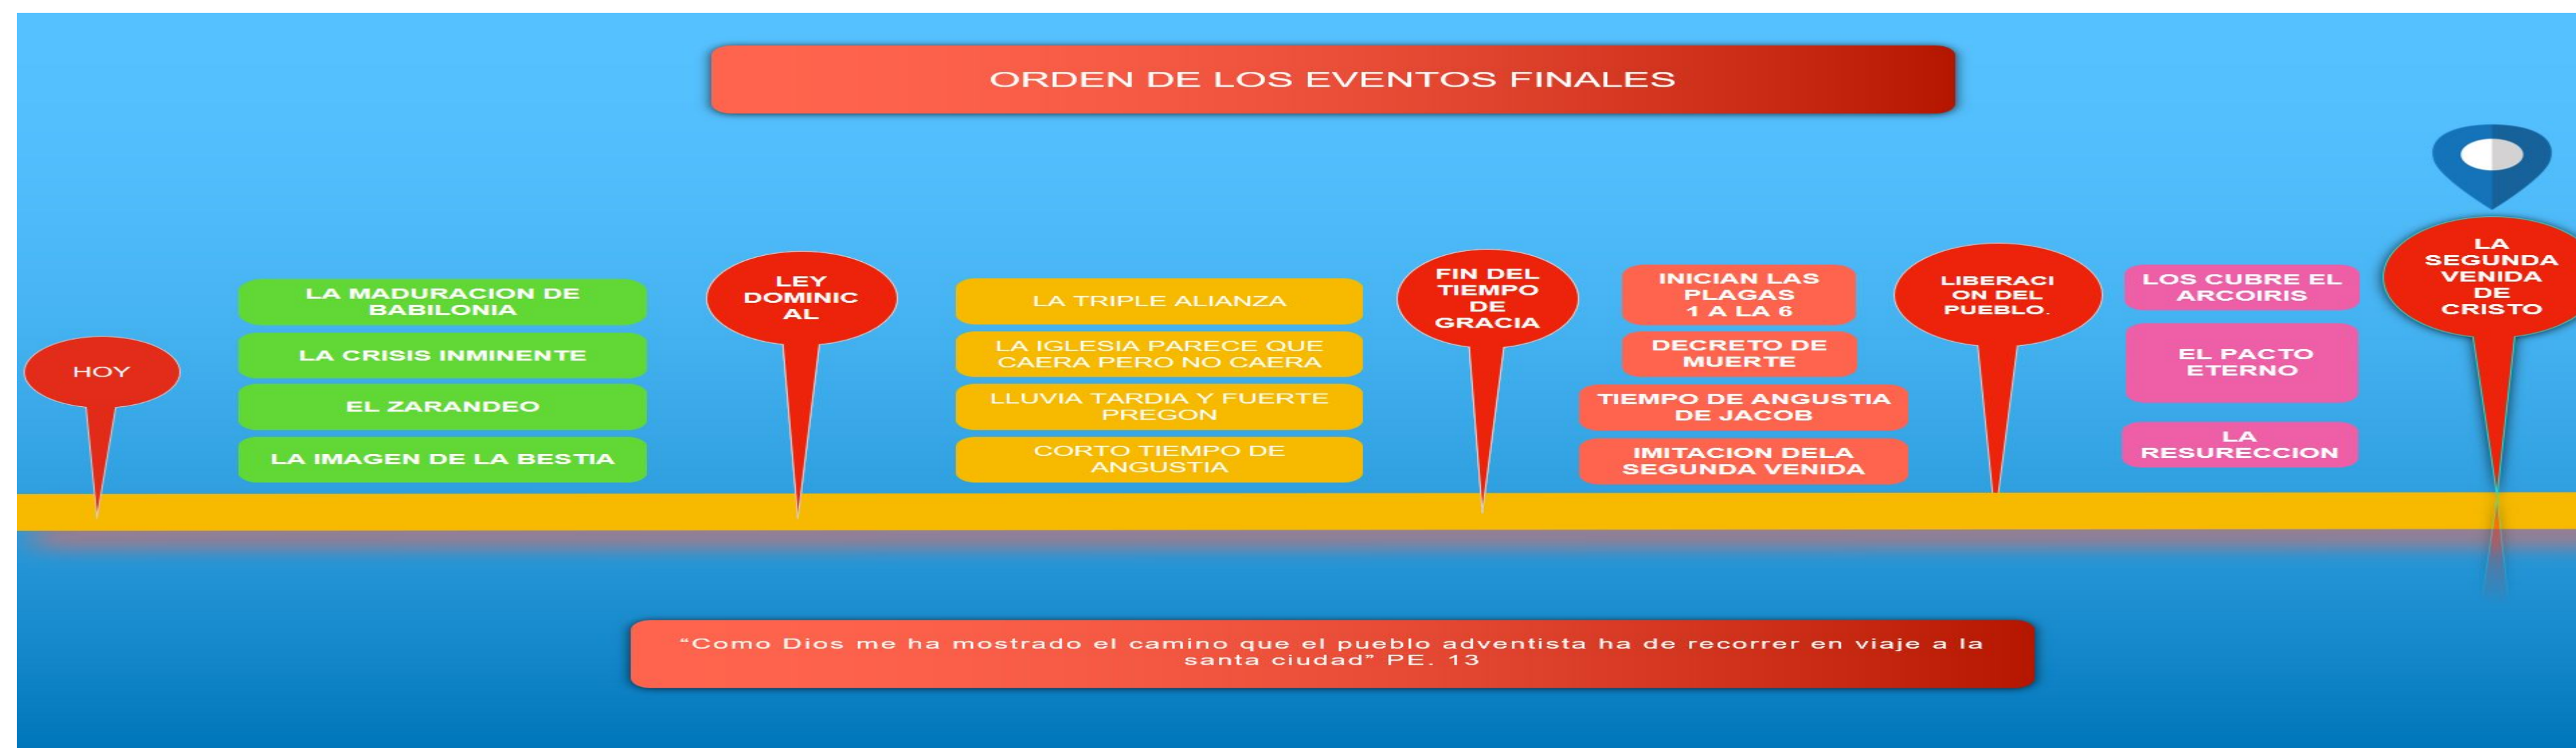 ORDEN DE LOS EVENTOS FINALES
HOY
LA MADURACION DE
BABILONIA
LA CRISIS INMINENTE
EL ZARANDEO
LA IMAGEN DE LA BESTIA
LEY
DOMINIC
AL
LA TRIPLE ALIANZA
LA IGLESIA PARECE QUE
CAERA PERO NO CAERA
LLUVIA TARDIA Y FUERTE
PREGON
CORTO TIEMPO DE
ANGUSTIA
FIN DEL
TIEMPO
DE
GRACIA
INICIAN LAS
PLAGAS
1 A LA 6
DECRETO DE
MUERTE
TIEMPO DE ANGUSTIA
DE JACOB
IMITACION DELA
SEGUNDA VENIDA
LIBERACI
ON DEL
PUEBLO.
LOS CUBRE EL
ARCOIRIS
EL PACTO
ETERNO
LA
RESURECCION
LA
SEGUNDA
VENIDA
DE
CRISTO
“Como Dios me ha mostrado el camino que el pueblo adventista ha de recorrer en viaje a la
santa ciudad” PE. 13